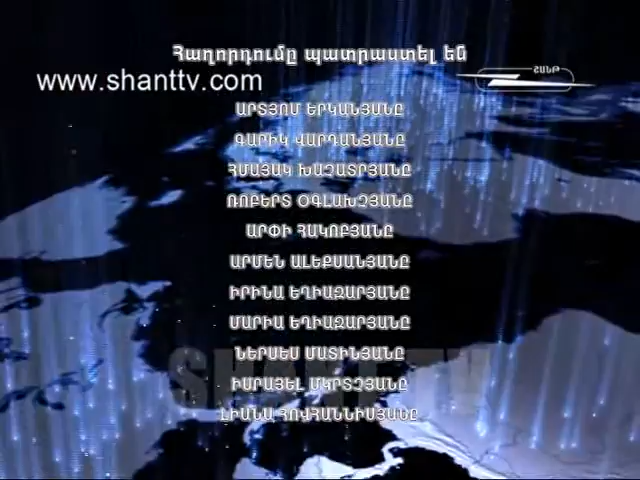 Հաղորդումը պատրաստել են
ՇԱՆԹ
www.shanttv.com
ԱՐՏՅՈՄ ԵՐԿԱՆՅԱՆԸ
ԳԱՐԻԿ ՎԱՐԴԱՆՅԱՆԸ
ՀՄԱՅԱԿ ԽԱՉԱՏՐՅԱՆԸ
ՌՈԲԵՐՏ ՕԳԼԱԽՉՅԱՆԸ
ԱՐՓԻ ՀԱԿՈԲՅԱՆԸ
ԱՐՄԵՆ ԱԼԵՔՍԱՆՅԱՆԸ
ԻՐԻՆԱ ԵՂԻԱԶԱՐՅԱՆԸ
ՄԱՐԻԱ ԵՂԻԱԶԱՐՅԱՆԸ
ՆԵՐՍԵՍ ՄԱՏԻՆՅԱՆԸ
ԻՍՐԱՅԵԼ ՄԿՐՏՉՅԱՆԸ
ԼԻԱՆԱ ՀՈՎՀԱՆՆԻՍՅԱՆԸ
SHANT TV